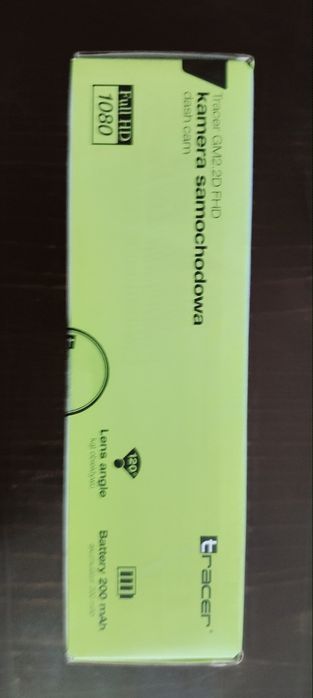 Tracer GM2.2D FHD
kamera samochodowa
dash cam
tracer
Full HD
1080
120°
Lens angle
kąt obiektywu
Battery 200 mAh